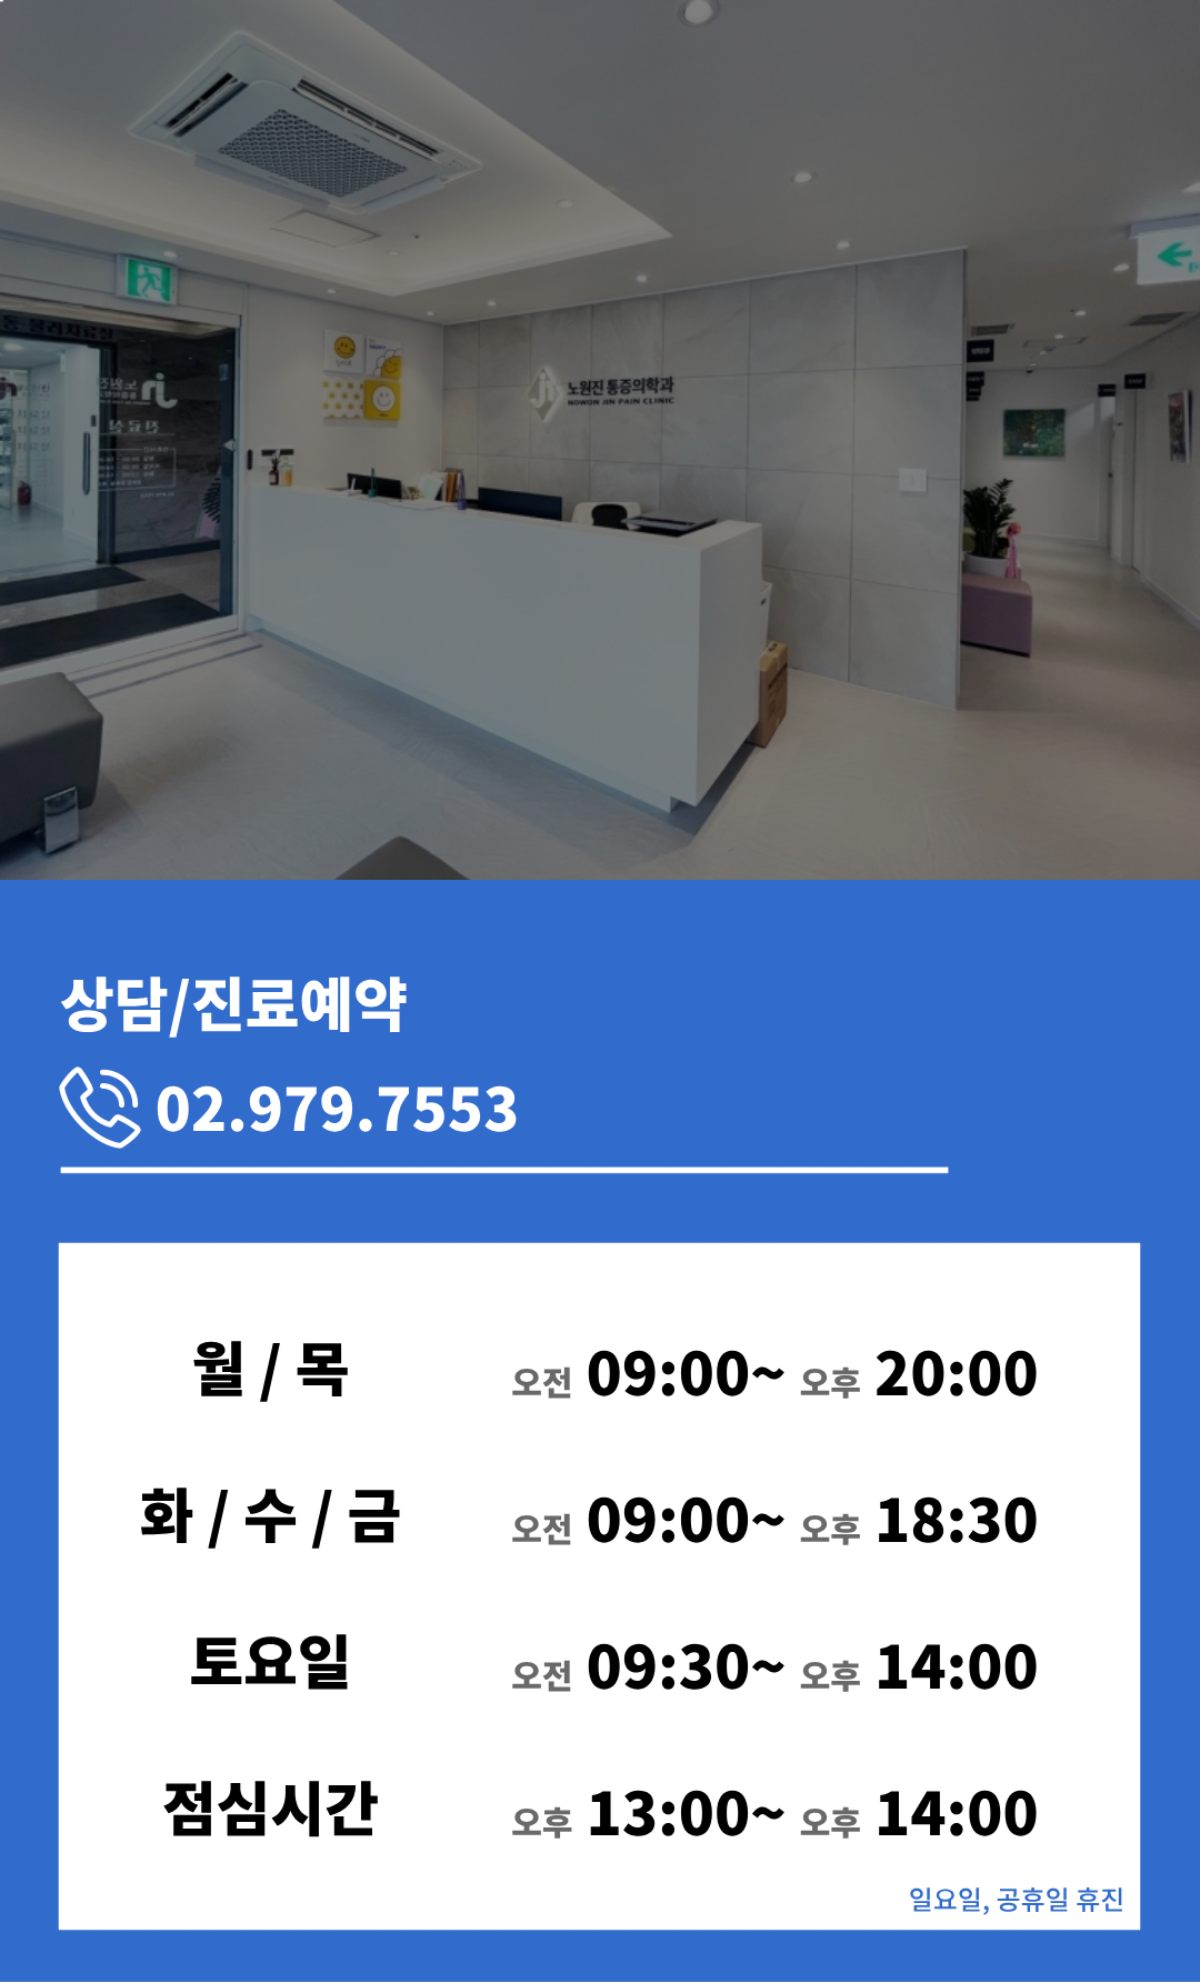 노원진 통증의학과
NOWON JIN PAIN CLINIC
상담/진료예약
02.979.7553
월 / 목 오전 09:00~ 오후 20:00
화 / 수 / 금 오전 09:00~ 오후 18:30
토요일 오전 09:30~ 오후 14:00
점심시간 오후 13:00~ 오후 14:00
일요일, 공휴일 휴진